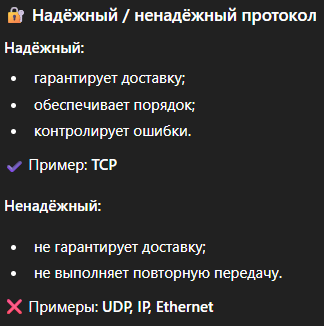 🔐 Надёжный / ненадёжный протокол
Надёжный:
• гарантирует доставку;
• обеспечивает порядок;
• контролирует ошибки.
✔ Пример: TCP
Ненадёжный:
• не гарантирует доставку;
• не выполняет повторную передачу.
❌ Примеры: UDP, IP, Ethernet